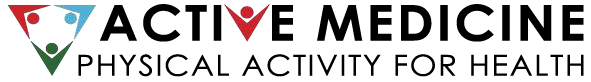 ACTIVE MEDICINE
PHYSICAL ACTIVITY FOR HEALTH